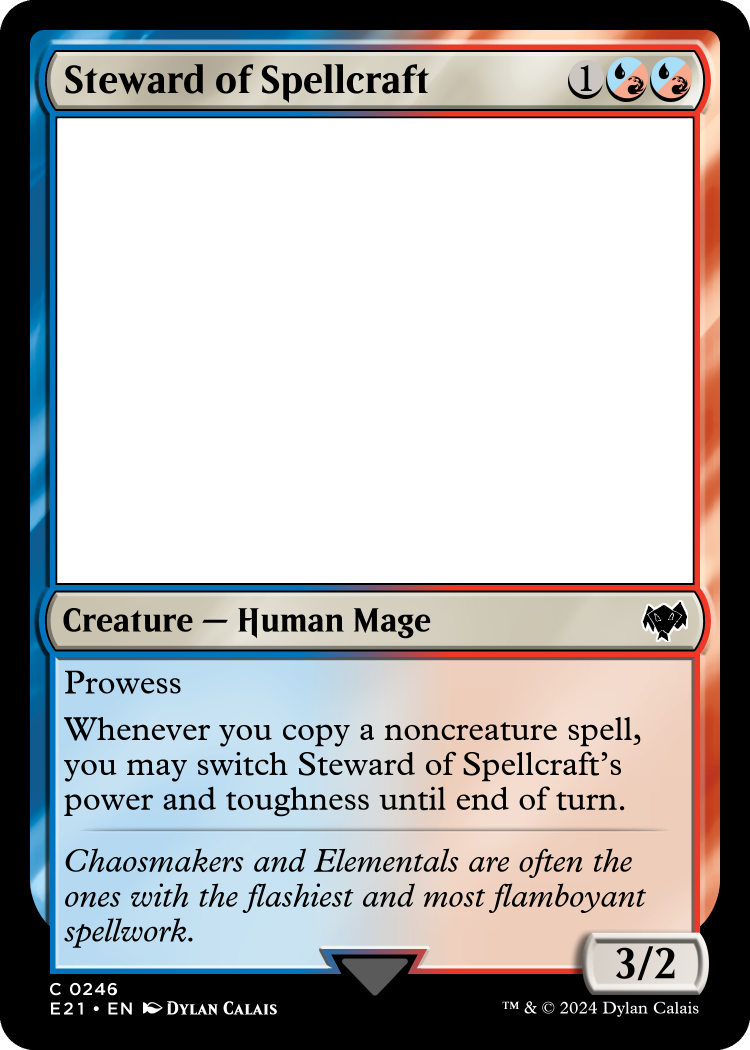 Steward of Spellcraft 1
Creature — Human Mage
Prowess
Whenever you copy a noncreature spell,
you may switch Steward of Spellcraft's
power and toughness until end of turn.
Chaosmakers and Elementals are often the
ones with the flashiest and most flamboyant
spellwork.
3/2
C 0246
E21 • EN Dylan Calais
™ & © 2024 Dylan Calais